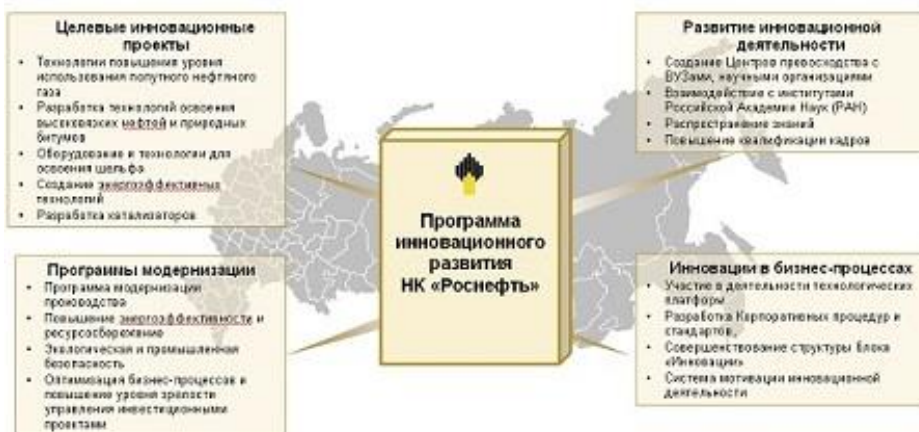 Целевые инновационные
проекты
• Технологии повышения уровня
использования попутного нефтяного
газа
• Разработка технологий освоения
высоковязких нефтей и природных
битумов
• Оборудование и технологии для
освоения шельфа
• Создание энергоэффективных
технологий
• Разработка катализаторов
Развитие инновационной
деятельности
• Создание Центров превосходства с
ВУЗами, научными организациями
• Взаимодействие с институтами
Российской Академии Наук (РАН)
• Распространение знаний
• Повышение квалификации кадров
Программа
инновационного
развития
НК «Роснефть»
Программы модернизации
• Программа модернизации
производства
• Повышение энергоэффективности и
ресурсосбережение
• Экологическая и промышленная
безопасность
• Оптимизация бизнес-процессов и
повышение уровня зрелости
управления инвестиционными
проектами
Инновации в бизнес-процессах
• Участие в деятельности технологических
платформ
• Разработка Корпоративных процедур и
стандартов,
• Совершенствование структуры блока
«Инновации»
• Система мотивации инновационной
деятельности